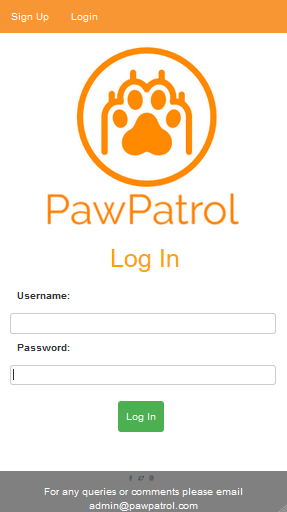 Sign Up Login
PawPatrol
Log In
Username:
Password:
Log In
For any queries or comments please email
admin@pawpatrol.com